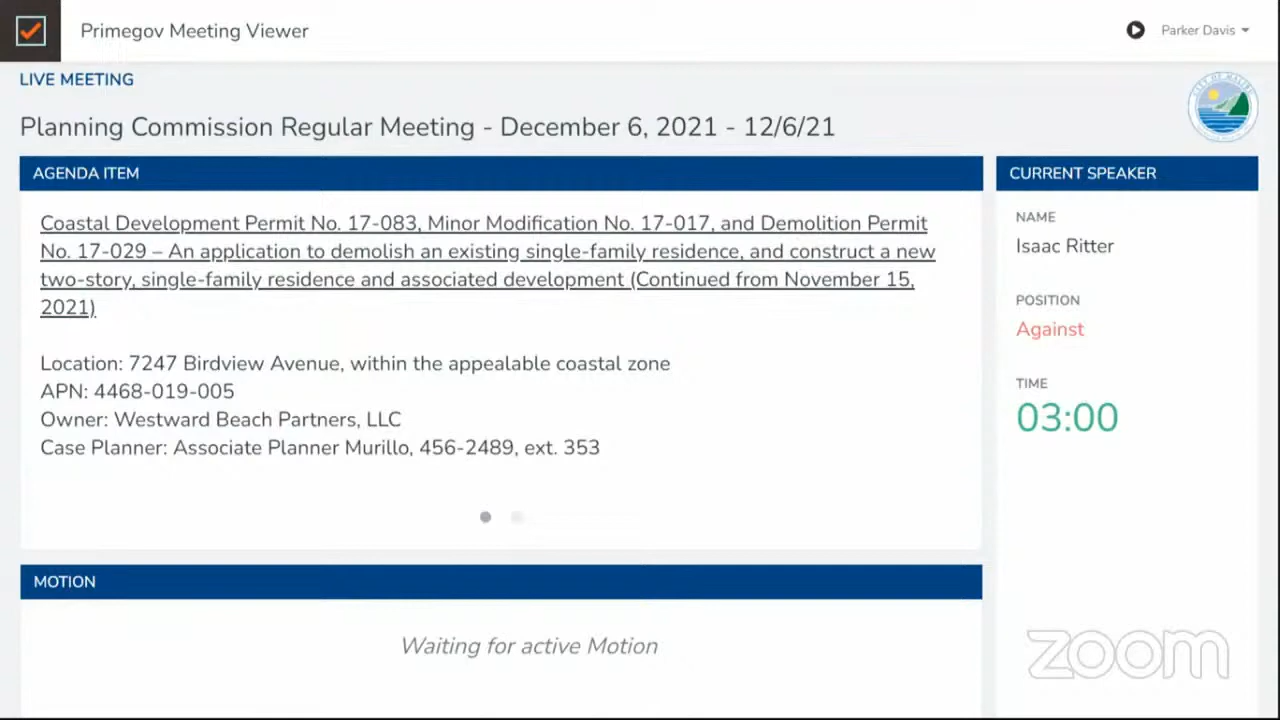 Primegov Meeting Viewer
Parker Davis
LIVE MEETING
CITY OF MALIBU
Planning Commission Regular Meeting - December 6, 2021 - 12/6/21
AGENDA ITEM
Coastal Development Permit No. 17-083, Minor Modification No. 17-017, and Demolition Permit
No. 17-029 – An application to demolish an existing single-family residence, and construct a new
two-story, single-family residence and associated development (Continued from November 15,
2021)
Location: 7247 Birdview Avenue, within the appealable coastal zone
APN: 4468-019-005
Owner: Westward Beach Partners, LLC
Case Planner: Associate Planner Murillo, 456-2489, ext. 353
MOTION
Waiting for active Motion
CURRENT SPEAKER
NAME
Isaac Ritter
POSITION
Against
TIME
03:00
zoom